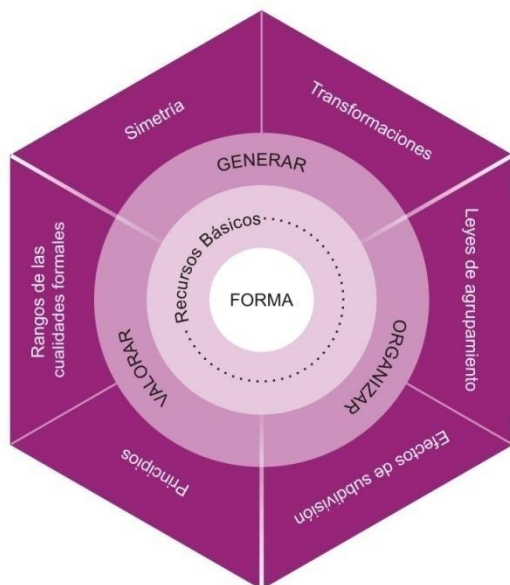 Simetría
Transformaciones
GENERAR
Recursos Básicos
FORMA
Rangos de las
cualidades formales
Leyes de agrupamiento
VALORAR
ORGANIZAR
Principios
Efectos de subdivisión